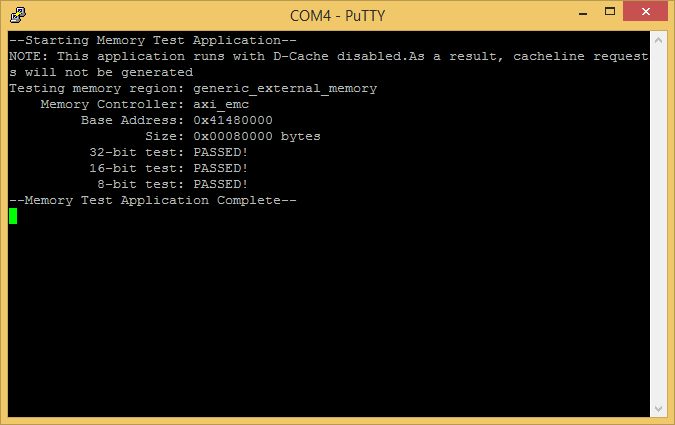 COM4 - PuTTY
--Starting Memory Test Application--
NOTE: This application runs with D-Cache disabled.As a result, cacheline request
s will not be generated
Testing memory region: generic_external_memory
    Memory Controller: axi_emc
         Base Address: 0x41480000
                 Size: 0x00080000 bytes
          32-bit test: PASSED!
          16-bit test: PASSED!
           8-bit test: PASSED!
--Memory Test Application Complete--